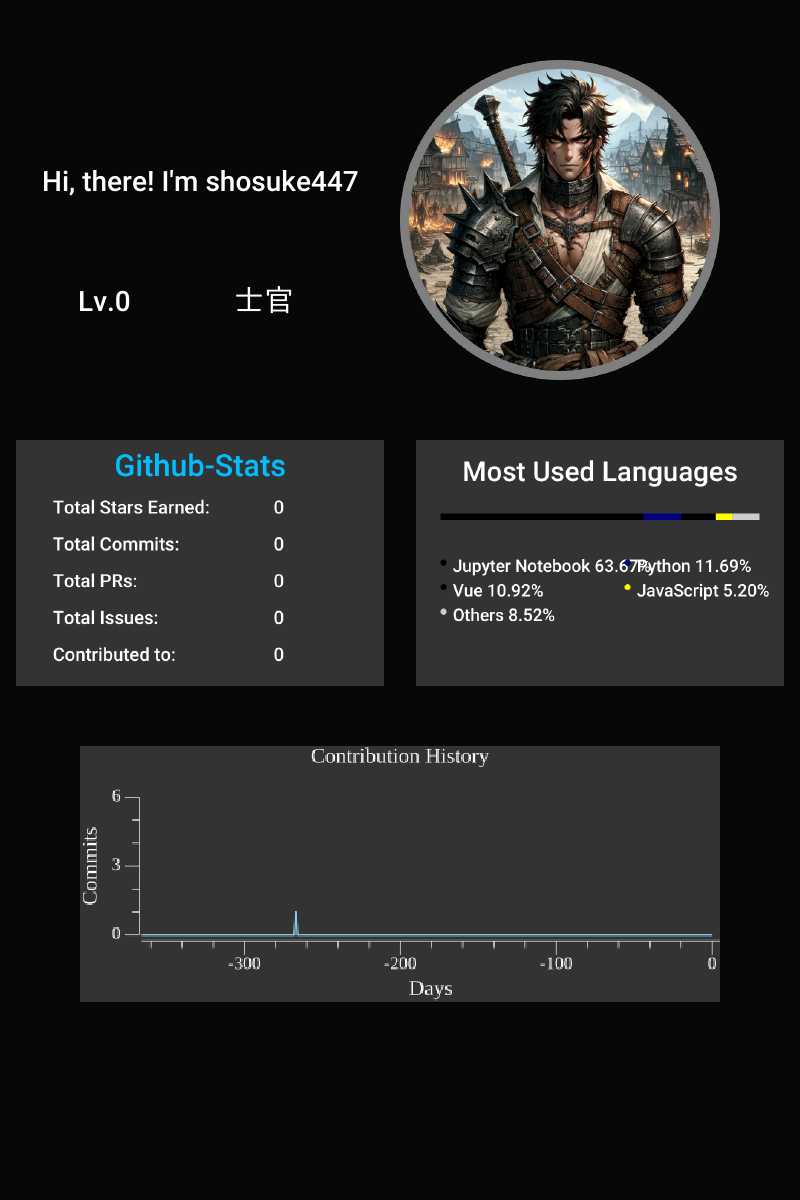 Hi, there! I'm shosuke447
Lv.0 士官
Github-Stats
Total Stars Earned: 0
Total Commits: 0
Total PRs: 0
Total Issues: 0
Contributed to: 0
Most Used Languages
Jupyter Notebook 63.67% Python 11.69%
Vue 10.92% JavaScript 5.20%
Others 8.52%
Contribution History
Commits
6
3
0
-300 -200 -100 0
Days